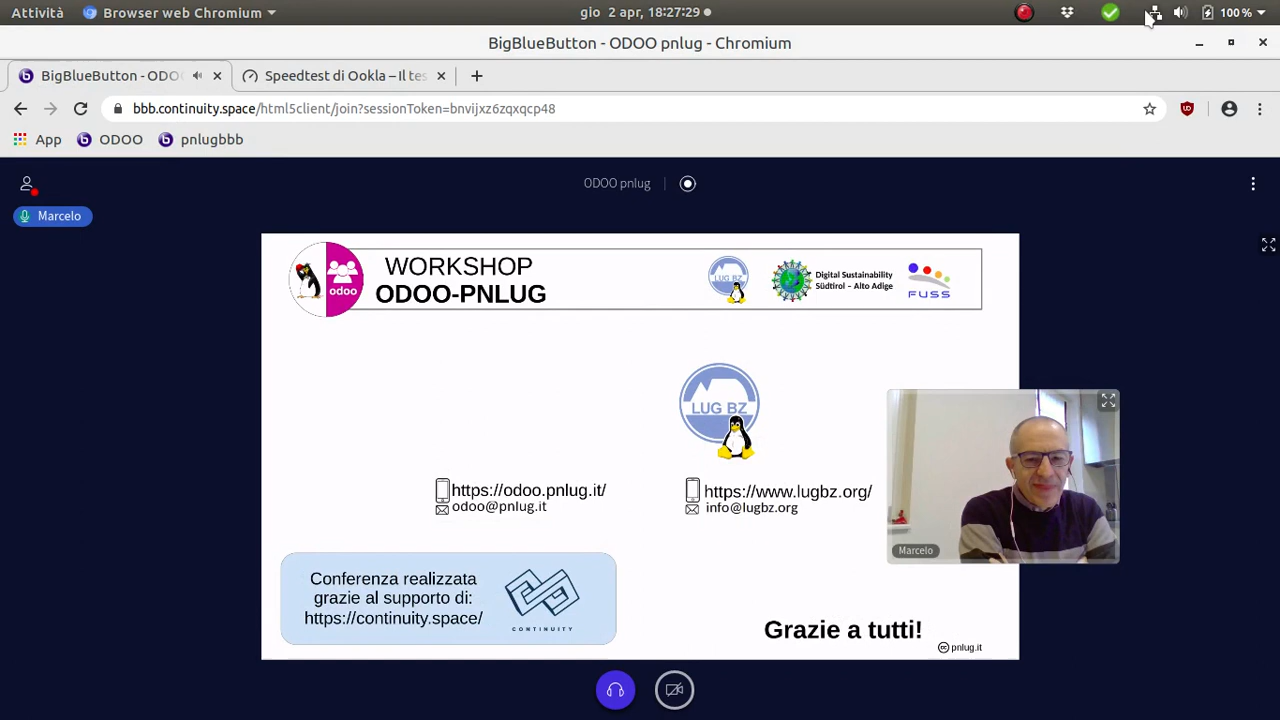 Attività
Browser web Chromium
gio 2 apr, 18:27:29
100 %
BigBlueButton - ODOO pnlug - Chromium
BigBlueButton - ODO
Speedtest di Ookla – Il tes
bbb.continuity.space/html5client/join?sessionToken=bnvijxz6zqxqcp48
App
ODOO
pnlugbbb
ODOO pnlug
Marcelo
WORKSHOP
ODOO-PNLUG
odoo
LUG BZ
Digital Sustainability
Südtirol – Alto Adige
FUSS
LUG BZ
https://odoo.pnlug.it/
odoo@pnlug.it
https://www.lugbz.org/
info@lugbz.org
Marcelo
Conferenza realizzata
grazie al supporto di:
https://continuity.space/
CONTINUITY
Grazie a tutti!
cc pnlug.it